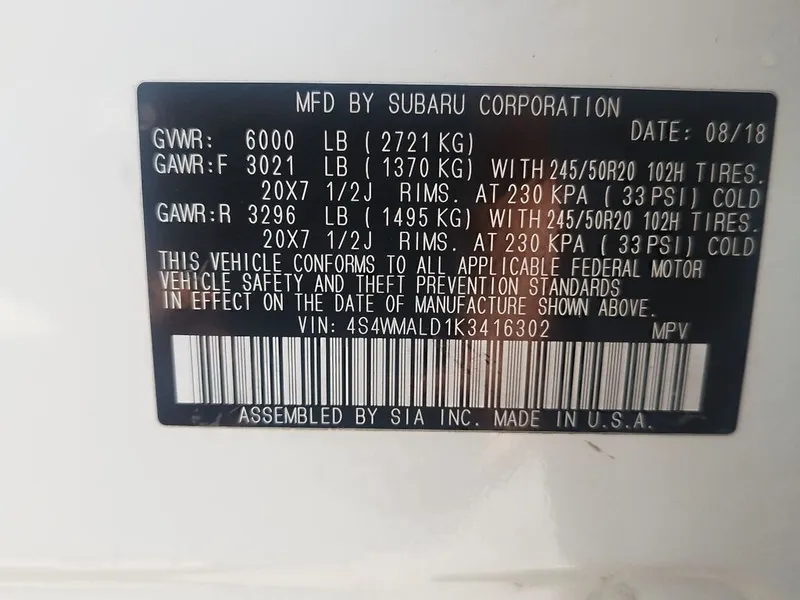 MFD BY SUBARU CORPORATION
DATE: 08/18
GVWR: 6000 LB ( 2721 KG)
GAWR:F 3021 LB ( 1370 KG) WITH 245/50R20 102H TIRES.
20X7 1/2J RIMS. AT 230 KPA ( 33 PSI) COLD
GAWR:R 3296 LB ( 1495 KG) WITH 245/50R20 102H TIRES.
20X7 1/2J RIMS. AT 230 KPA ( 33 PSI) COLD
THIS VEHICLE CONFORMS TO ALL APPLICABLE FEDERAL MOTOR
VEHICLE SAFETY AND THEFT PREVENTION STANDARDS
IN EFFECT ON THE DATE OF MANUFACTURE SHOWN ABOVE.
VIN: 4S4WMALD1K3416302 MPV
ASSEMBLED BY SIA INC. MADE IN U.S.A.